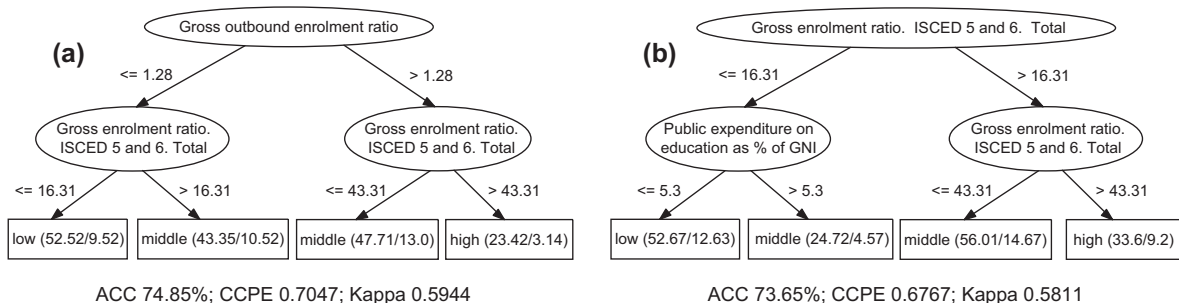 (a)
Gross outbound enrolment ratio
<= 1.28
> 1.28
Gross enrolment ratio.
ISCED 5 and 6. Total
Gross enrolment ratio.
ISCED 5 and 6. Total
<= 16.31
> 16.31
<= 43.31
> 43.31
low (52.52/9.52)
middle (43.35/10.52)
middle (47.71/13.0)
high (23.42/3.14)
ACC 74.85%; CCPE 0.7047; Kappa 0.5944
(b)
Gross enrolment ratio. ISCED 5 and 6. Total
<= 16.31
> 16.31
Public expenditure on
education as % of GNI
Gross enrolment ratio.
ISCED 5 and 6. Total
<= 5.3
> 5.3
<= 43.31
> 43.31
low (52.67/12.63)
middle (24.72/4.57)
middle (56.01/14.67)
high (33.6/9.2)
ACC 73.65%; CCPE 0.6767; Kappa 0.5811